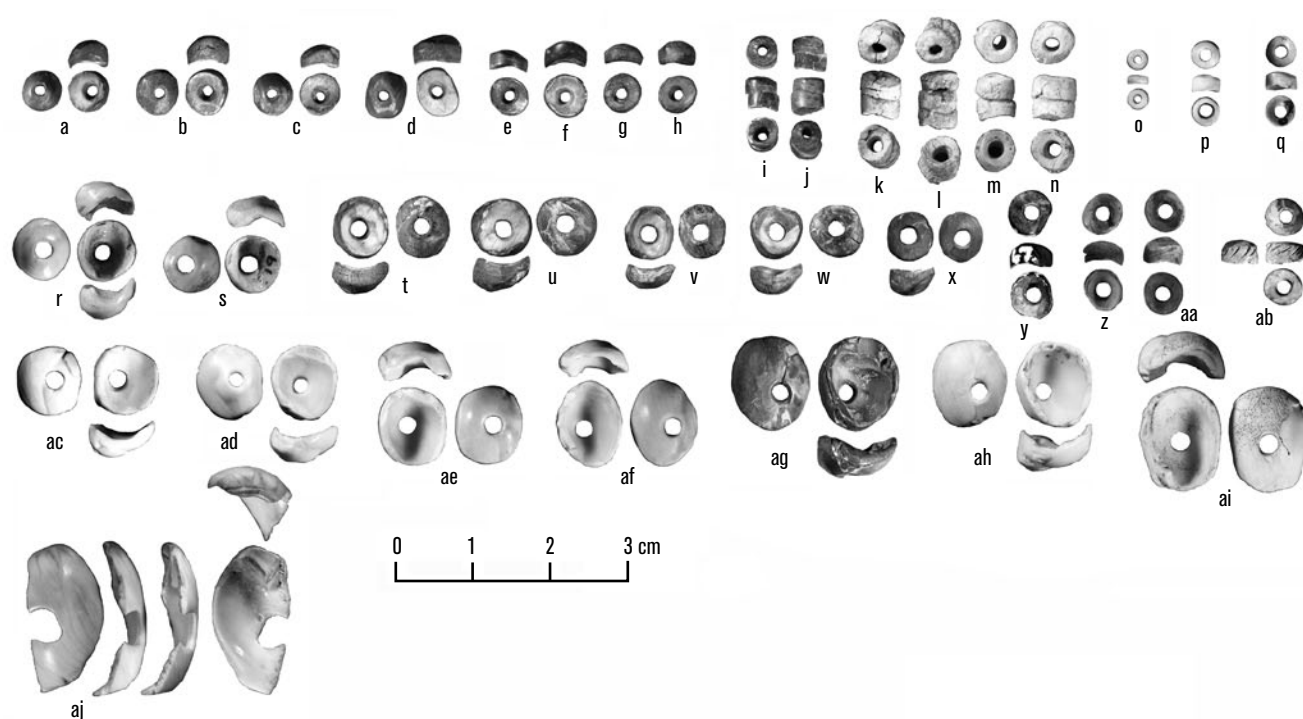 a b c d e f g h
i j k l m n
o p q
r s t u v w x
y z aa ab
ac ad ae af ag ah ai
0 1 2 3 cm
aj